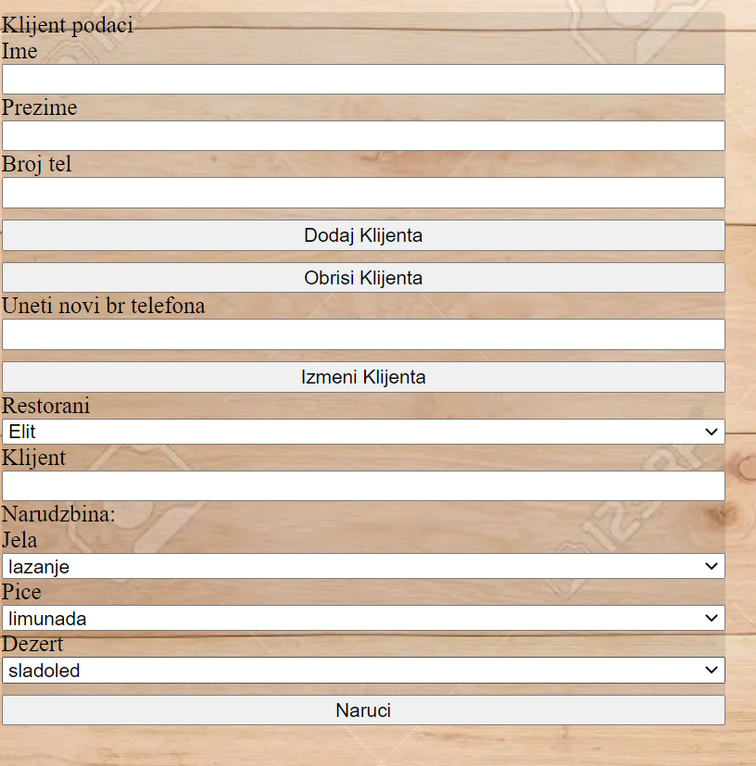 Klijent podaci
Ime
Prezime
Broj tel
Dodaj Klijenta
Obrisi Klijenta
Uneti novi br telefona
Izmeni Klijenta
Restorani
Elit
Klijent
Narudzbina:
Jela
lazanje
Pice
limunada
Dezert
sladoled
Naruci
123RF